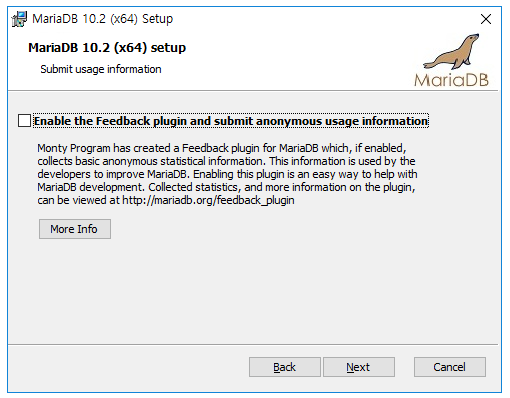 MariaDB 10.2 (x64) Setup
MariaDB 10.2 (x64) setup
Submit usage information
MariaDB
Enable the Feedback plugin and submit anonymous usage information
Monty Program has created a Feedback plugin for MariaDB which, if enabled,
collects basic anonymous statistical information. This information is used by the
developers to improve MariaDB. Enabling this plugin is an easy way to help with
MariaDB development. Collected statistics, and more information on the plugin,
can be viewed at http://mariadb.org/feedback_plugin
More Info
Back Next Cancel